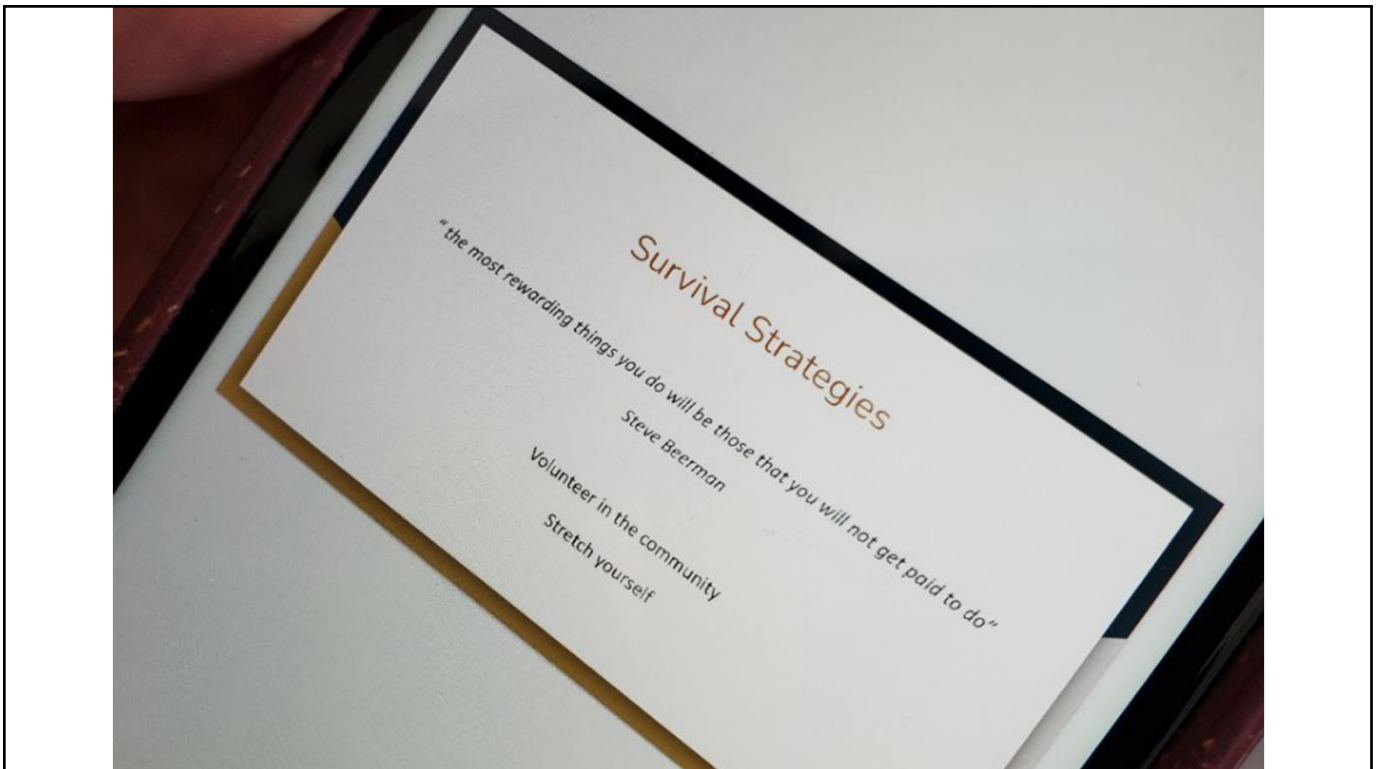 Survival Strategies
“the most rewarding things you do will be those that you will not get paid to do”
Steve Beerman
Volunteer in the community
Stretch yourself